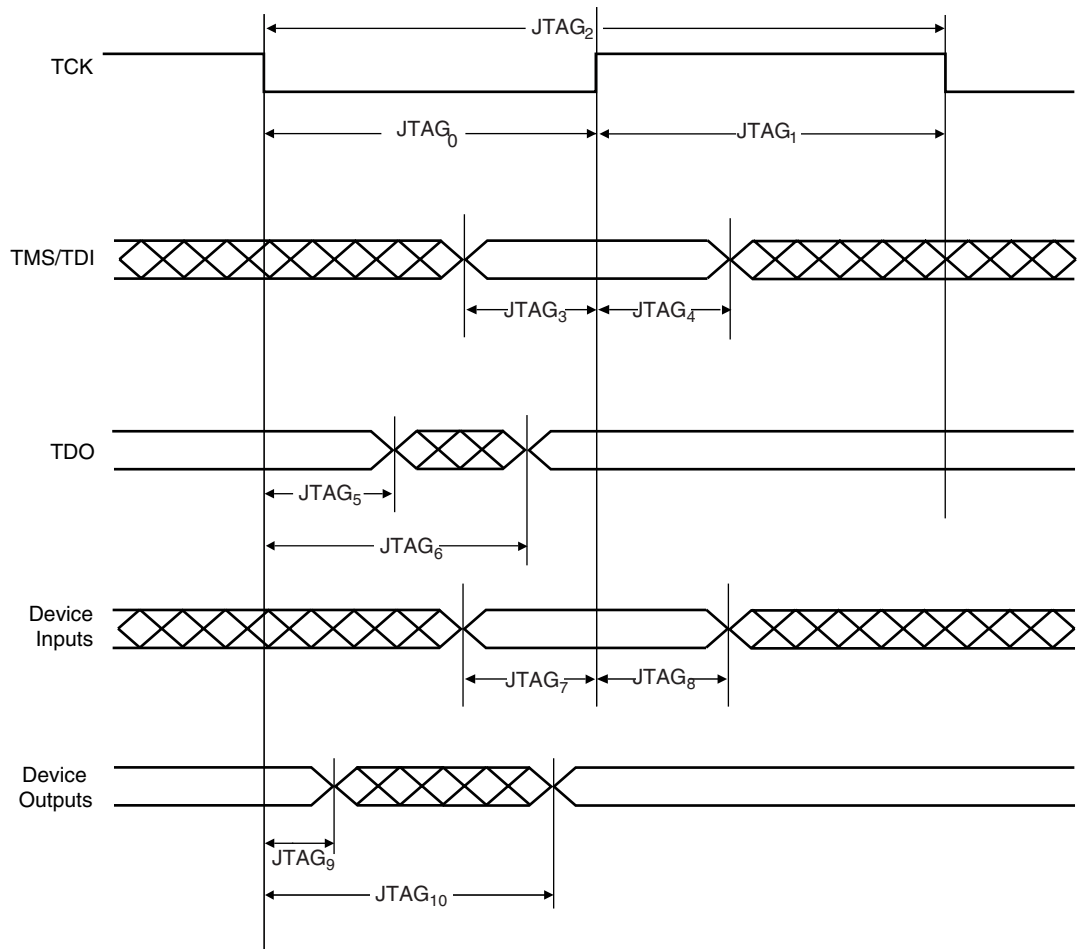 JTAG₂
TCK
JTAG₀
JTAG₁
TMS/TDI
JTAG₃
JTAG₄
TDO
JTAG₅
JTAG₆
Device
Inputs
JTAG₇
JTAG₈
Device
Outputs
JTAG₉
JTAG₁₀